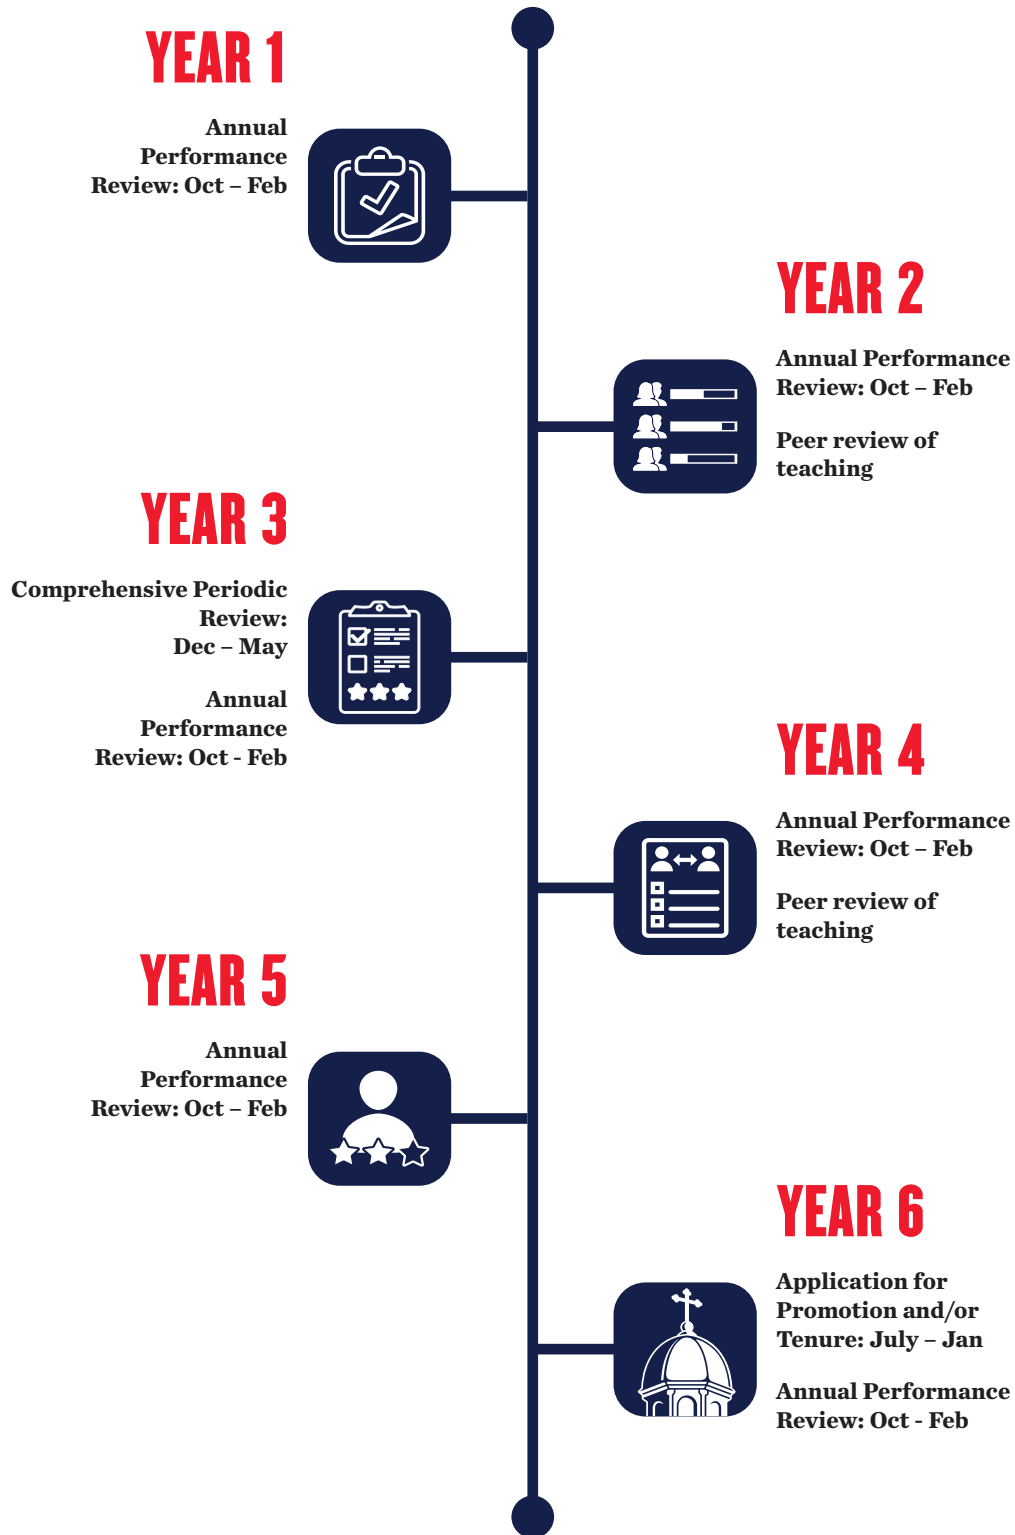 YEAR 1
Annual
Performance
Review: Oct – Feb
YEAR 2
Annual Performance
Review: Oct – Feb
Peer review of
teaching
YEAR 3
Comprehensive Periodic
Review:
Dec – May
Annual
Performance
Review: Oct - Feb
YEAR 4
Annual Performance
Review: Oct – Feb
Peer review of
teaching
YEAR 5
Annual
Performance
Review: Oct – Feb
YEAR 6
Application for
Promotion and/or
Tenure: July – Jan
Annual Performance
Review: Oct - Feb